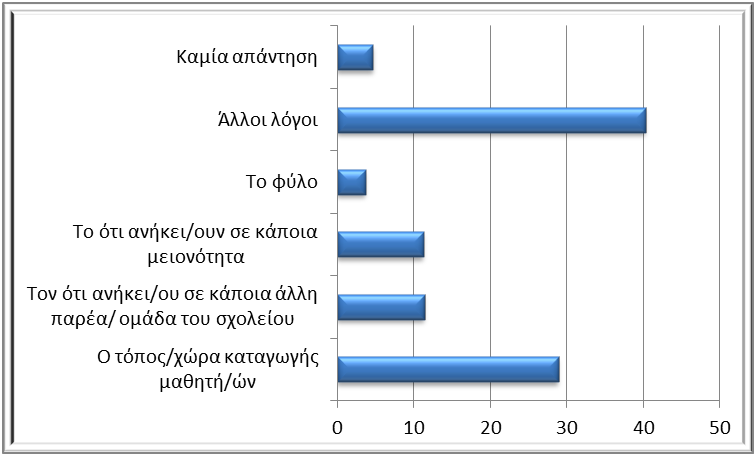 Καμία απάντηση
Άλλοι λόγοι
Το φύλο
Το ότι ανήκει/ουν σε κάποια
μειονότητα
Τον ότι ανήκει/ου σε κάποια άλλη
παρέα/ ομάδα του σχολείου
Ο τόπος/χώρα καταγωγής
μαθητή/ών
0 10 20 30 40 50